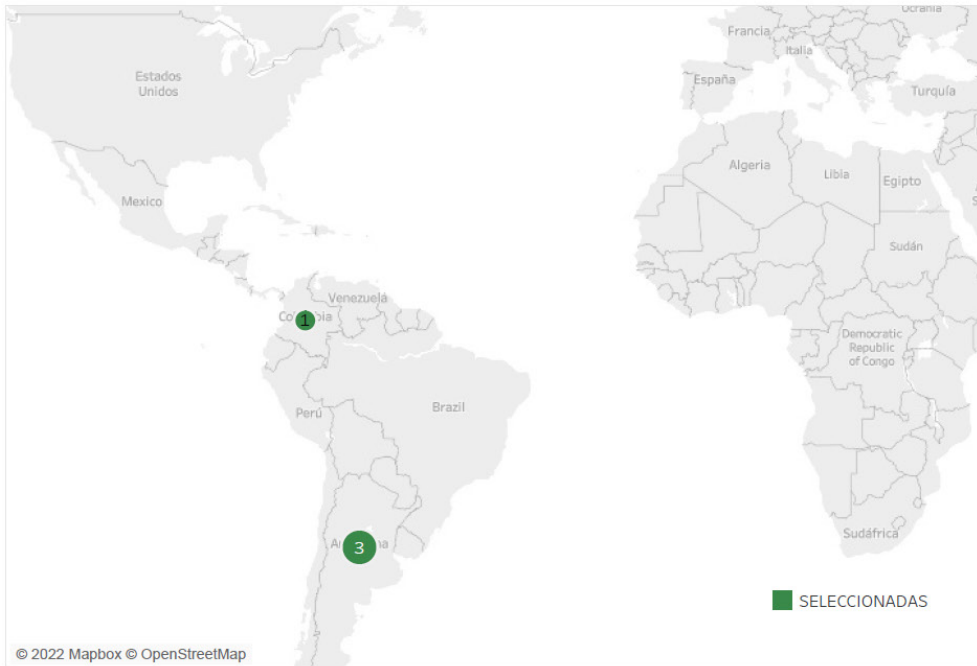 Ucrania
Francia
Italia
Estados
Unidos
España
Turquía
Algeria
Libia
Egipto
Mexico
Sudán
Venezuela
1
Democratic
Republic
of Congo
Brazil
Perú
Sudáfrica
3
SELECCIONADAS
© 2022 Mapbox © OpenStreetMap